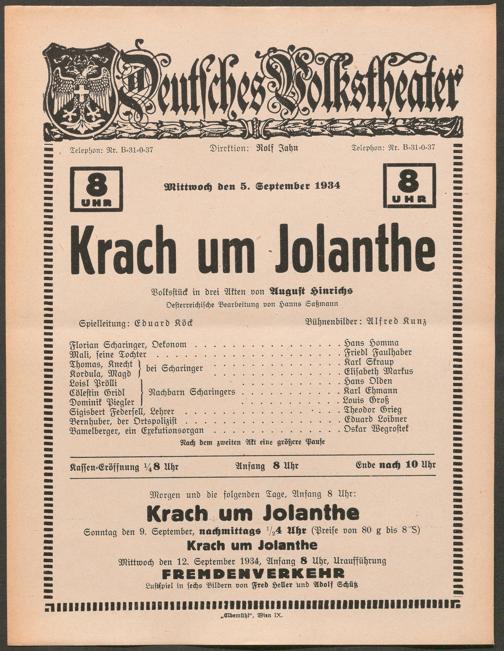 Deutsches Volkstheater
Telephon: Nr. B-31-0-37 Direktion: Rolf Jahn Telephon: Nr. B-31-0-37
8 UHR Mittwoch den 5. September 1934 8 UHR
Krach um Jolanthe
Volksstück in drei Akten von August Hinrichs
Oesterreichische Bearbeitung von Hanns Saßmann
Spielleitung: Eduard Köck Bühnenbilder: Alfred Kunz
Florian Scharinger, Oekonom Hans Homma
Mali, seine Tochter Friedl Faulhaber
Thomas, Knecht } bei Scharinger Karl Skraup
Kordula, Magd Elisabeth Markus
Loisl Prölli Hans Olden
Cölestin Gridl } Nachbarn Scharingers Karl Ehmann
Dominik Piegler Louis Groß
Sigisbert Federsell, Lehrer Theodor Grieg
Bernhuber, der Ortspolizist Eduard Loibner
Bamelberger, ein Exekutionsorgan Oskar Wegrostek
Nach dem zweiten Akt eine größere Pause
Kassen-Eröffnung ¼8 Uhr Anfang 8 Uhr Ende nach 10 Uhr
Morgen und die folgenden Tage, Anfang 8 Uhr:
Krach um Jolanthe
Sonntag den 9. September, nachmittags ½4 Uhr (Preise von 80 g bis 8 S)
Krach um Jolanthe
Mittwoch den 12. September 1934, Anfang 8 Uhr, Uraufführung
FREMDENVERKEHR
Lustspiel in sechs Bildern von Fred Heller und Adolf Schütz
„Elbemühl“, Wien IX.